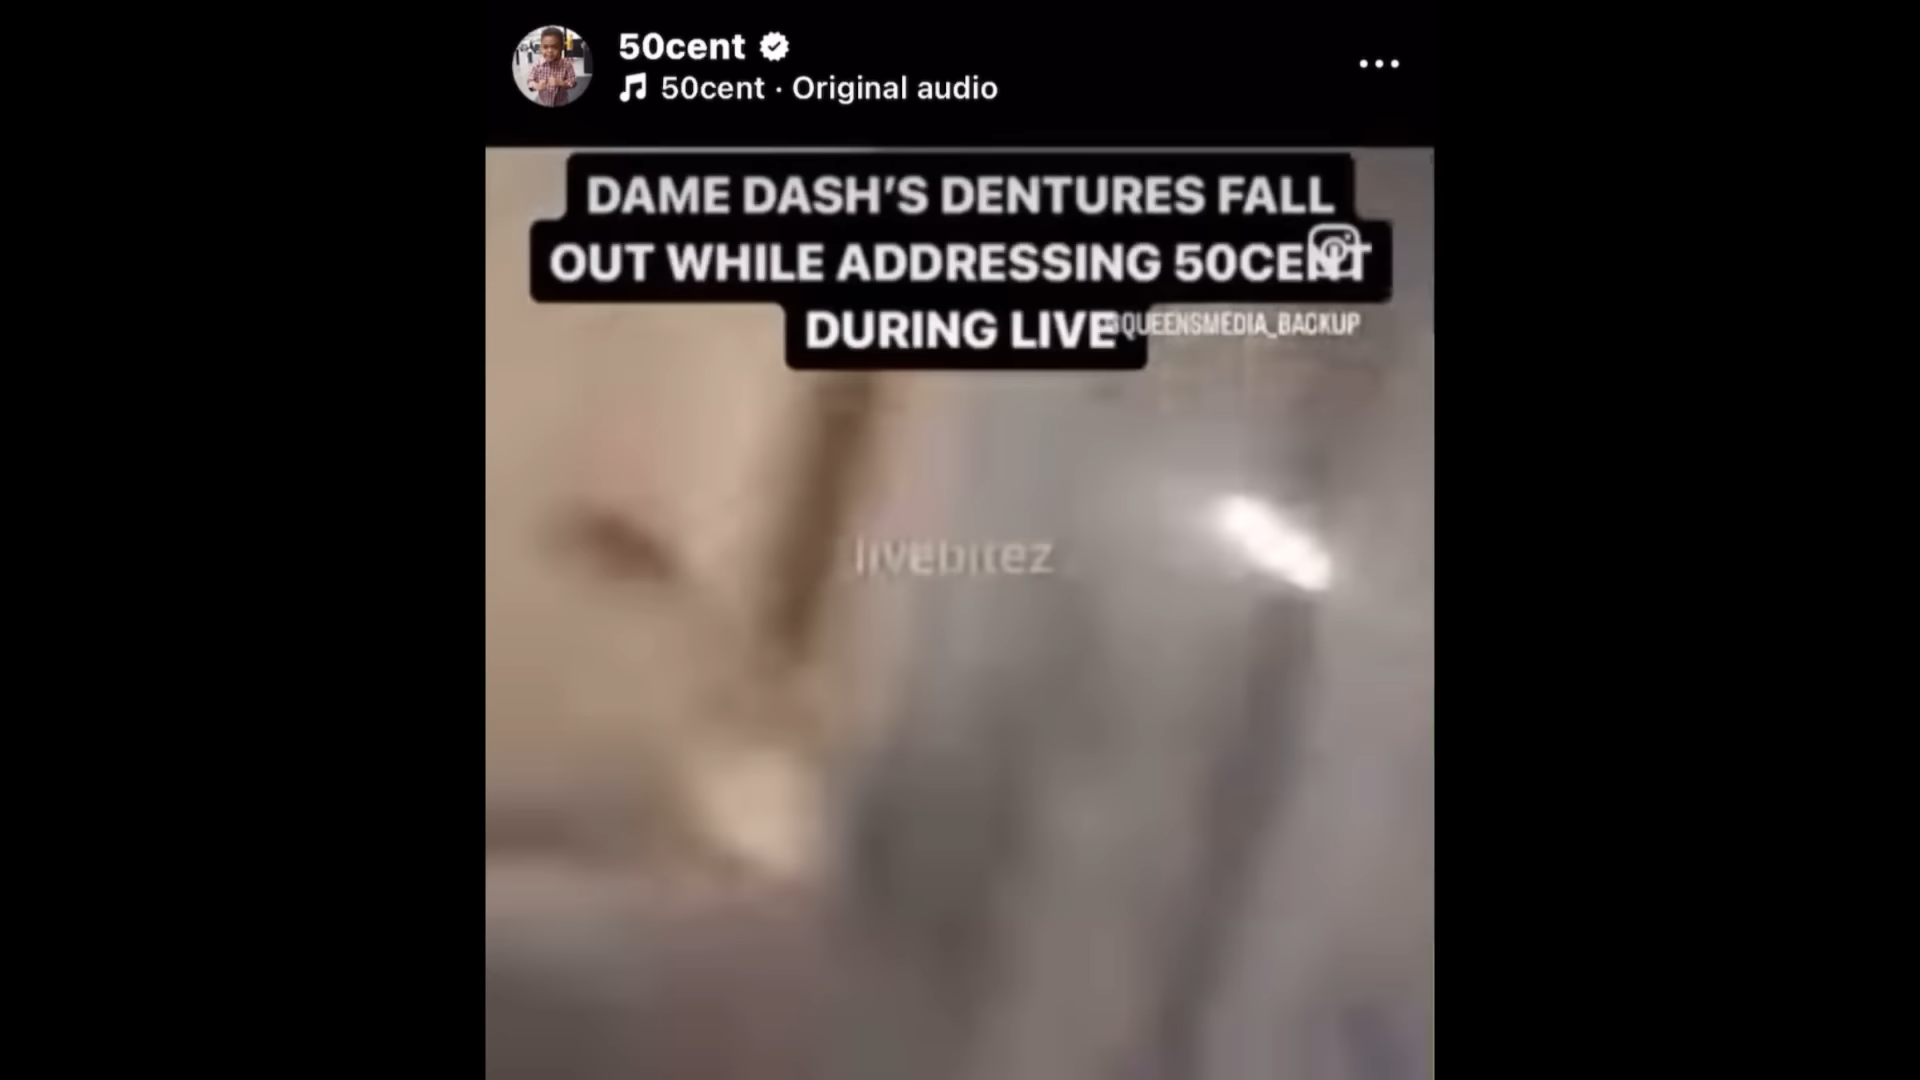 50cent
50cent · Original audio
DAME DASH'S DENTURES FALL
OUT WHILE ADDRESSING 50CENT
DURING LIVE
@QUEENSMEDIA_BACKUP
livebitez